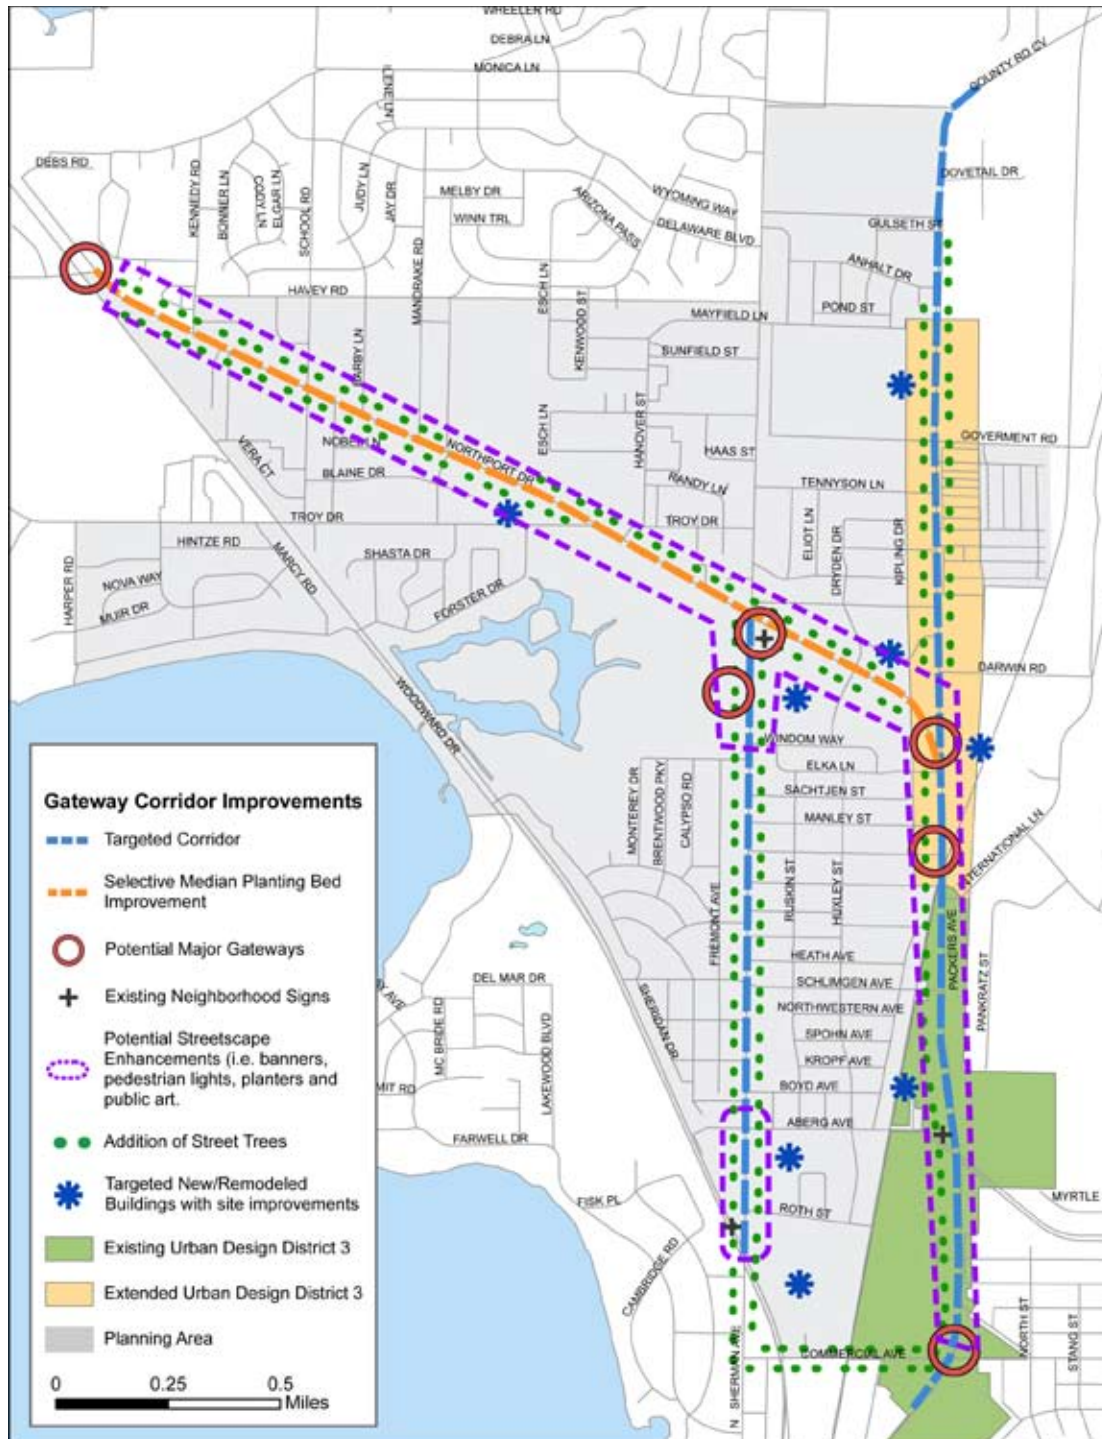 WHEELER RD
DEBRA LN
MONICA LN
COUNTY RD CV
ILENE LN
DEBS RD
KENNEDY RD
BONNER LN
CODY LN
ELGAR LN
SCHOOL RD
JUDY LN
JAY DR
MELBY DR
WINN TRL
ARIZONA PASS
WYOMING WAY
DELAWARE BLVD
DOVETAIL DR
GULSETH ST
ANHALT DR
POND ST
HAVEY RD
MANDRAKE RD
ESCH LN
KENWOOD ST
MAYFIELD LN
SUNFIELD ST
DARBY LN
HANOVER ST
ESCH LN
HAAS ST
GOVERMENT RD
VERA CT
NOBEL LN
NORTHPORT DR
BLAINE DR
RANDY LN
TENNYSON LN
TROY DR
TROY DR
ELIOT LN
DRYDEN DR
KIPLING DR
HARPER RD
HINTZE RD
MARCY RD
SHASTA DR
NOVA WAY
MUIR DR
FORSTER DR
DARWIN RD
WOODWARD DR
WINDOM WAY
ELKA LN
SACHTJEN ST
MANLEY ST
MONTEREY DR
BRENTWOOD PKY
CALYPSO RD
FREMONT AVE
RUSKIN ST
HUXLEY ST
INTERNATIONAL LN
PACKERS AVE
PANKRATZ ST
HEATH AVE
SCHLIMGEN AVE
NORTHWESTERN AVE
SPOHN AVE
KROPF AVE
BOYD AVE
ABERG AVE
DEL MAR DR
MC BRIDE RD
LAKEWOOD BLVD
SHERIDAN DR
FARWELL DR
FISK PL
CAMBRIDGE RD
ROTH ST
MYRTLE
N SHERMAN AVE
COMMERCIAL AVE
NORTH ST
STANG ST
Gateway Corridor Improvements
Targeted Corridor
Selective Median Planting Bed
Improvement
Potential Major Gateways
Existing Neighborhood Signs
Potential Streetscape
Enhancements (i.e. banners,
pedestrian lights, planters and
public art.
Addition of Street Trees
Targeted New/Remodeled
Buildings with site improvements
Existing Urban Design District 3
Extended Urban Design District 3
Planning Area
0 0.25 0.5
Miles